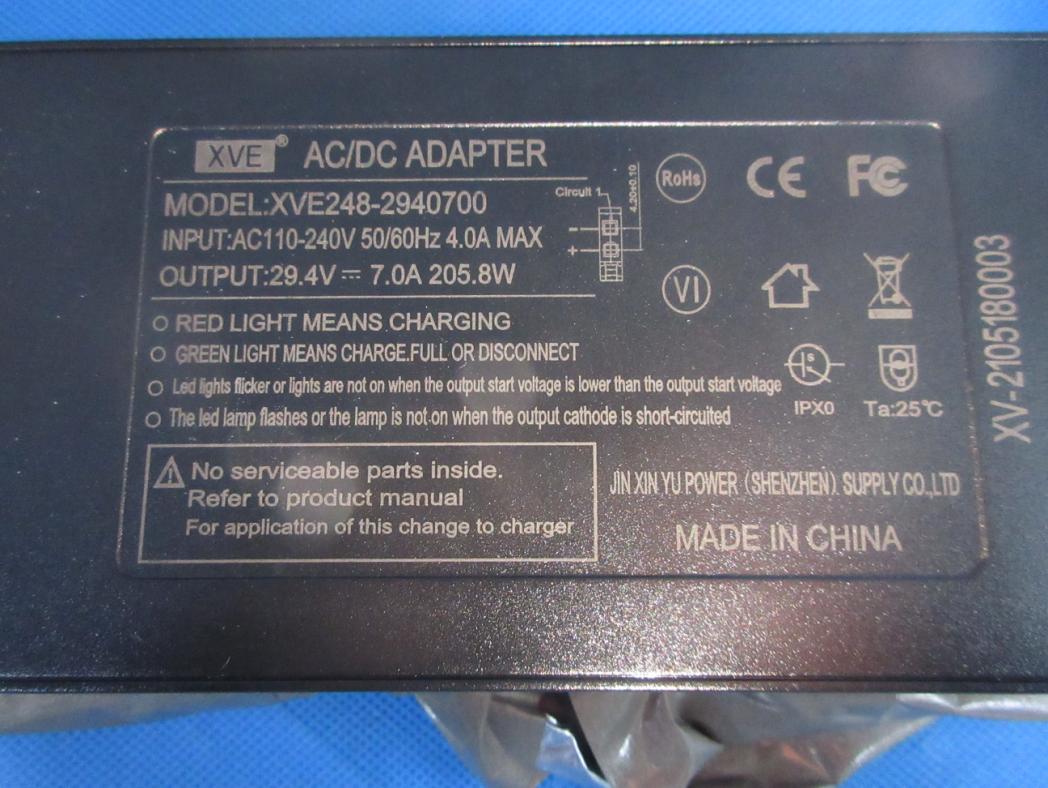 XVE® AC/DC ADAPTER
MODEL:XVE248-2940700
INPUT:AC110-240V 50/60Hz 4.0A MAX
OUTPUT:29.4V⎓ 7.0A 205.8W
Circuit 1
4.20±0.10
- 
+
RoHS
CE
FC
VI
○ RED LIGHT MEANS CHARGING
○ GREEN LIGHT MEANS CHARGE.FULL OR DISCONNECT
○ Led lights flicker or lights are not on when the output start voltage is lower than the output start voltage
○ The led lamp flashes or the lamp is not on when the output cathode is short-circuited
S
IPX0
Ta:25℃
No serviceable parts inside.
Refer to product manual
For application of this change to charger
JIN XIN YU POWER（SHENZHEN）SUPPLY CO.,LTD
MADE IN CHINA
XV-2105180003